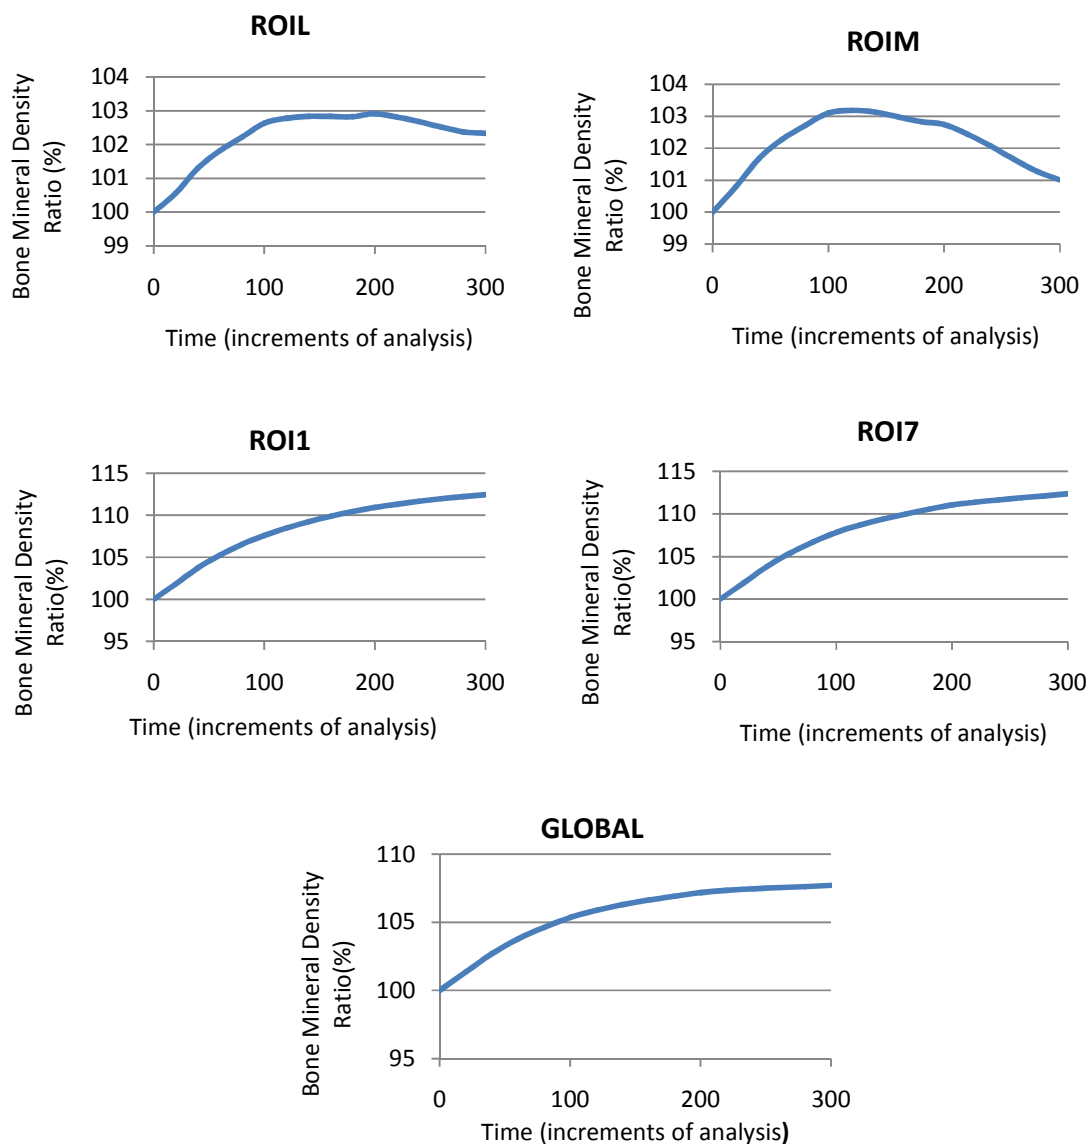 ROIL
Bone Mineral Density
Ratio (%)
104
103
102
101
100
99
0 100 200 300
Time (increments of analysis)
ROIM
Bone Mineral Density
Ratio (%)
104
103
102
101
100
99
0 100 200 300
Time (increments of analysis)
ROI1
Bone Mineral Density
Ratio(%)
115
110
105
100
95
0 100 200 300
Time (increments of analysis)
ROI7
Bone Mineral Density
Ratio(%)
115
110
105
100
95
0 100 200 300
Time (increments of analysis)
GLOBAL
Bone Mineral Density
Ratio(%)
110
105
100
95
0 100 200 300
Time (increments of analysis)